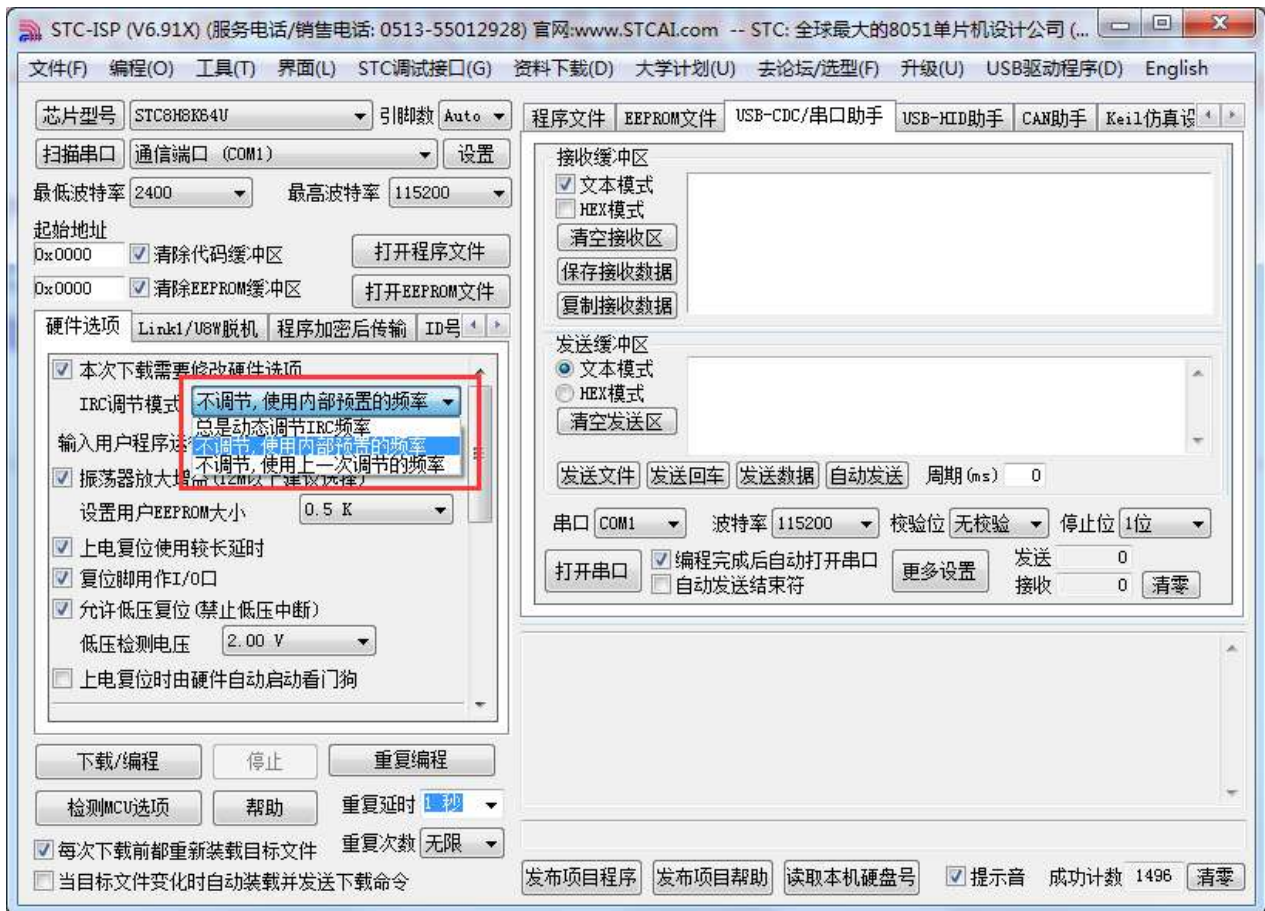 STC-ISP (V6.91X) (服务电话/销售电话: 0513-55012928) 官网:www.STCAI.com -- STC: 全球最大的8051单片机设计公司 (...
文件(F) 编程(O) 工具(T) 界面(L) STC调试接口(G) 资料下载(D) 大学计划(U) 去论坛/选型(F) 升级(U) USB驱动程序(D) English
芯片型号 STC8H8K64U 引脚数 Auto
扫描串口 通信端口 (COM1) 设置
最低波特率 2400 最高波特率 115200
起始地址
0x0000 清除代码缓冲区 打开程序文件
0x0000 清除EEPROM缓冲区 打开EEPROM文件
硬件选项 Link1/U8W脱机 程序加密后传输 ID号
本次下载需要修改硬件选项
IRC调节模式 不调节,使用内部预置的频率
总是动态调节IRC频率
输入用户程序运 不调节,使用内部预置的频率
不调节,使用上一次调节的频率
振荡器放大增益(12M以上建议选择)
设置用户EEPROM大小 0.5 K
上电复位使用较长延时
复位脚用作I/O口
允许低压复位(禁止低压中断)
低压检测电压 2.00 V
上电复位时由硬件自动启动看门狗
下载/编程 停止 重复编程
检测MCU选项 帮助 重复延时 1 秒
每次下载前都重新装载目标文件 重复次数 无限
当目标文件变化时自动装载并发送下载命令
程序文件 EEPROM文件 USB-CDC/串口助手 USB-HID助手 CAN助手 Keil仿真设
接收缓冲区
文本模式
HEX模式
清空接收区
保存接收数据
复制接收数据
发送缓冲区
文本模式
HEX模式
清空发送区
发送文件 发送回车 发送数据 自动发送 周期(ms) 0
串口 COM1 波特率 115200 校验位 无校验 停止位 1位
打开串口 编程完成后自动打开串口 更多设置 发送 0
自动发送结束符 接收 0 清零
发布项目程序 发布项目帮助 读取本机硬盘号 提示音 成功计数 1496 清零